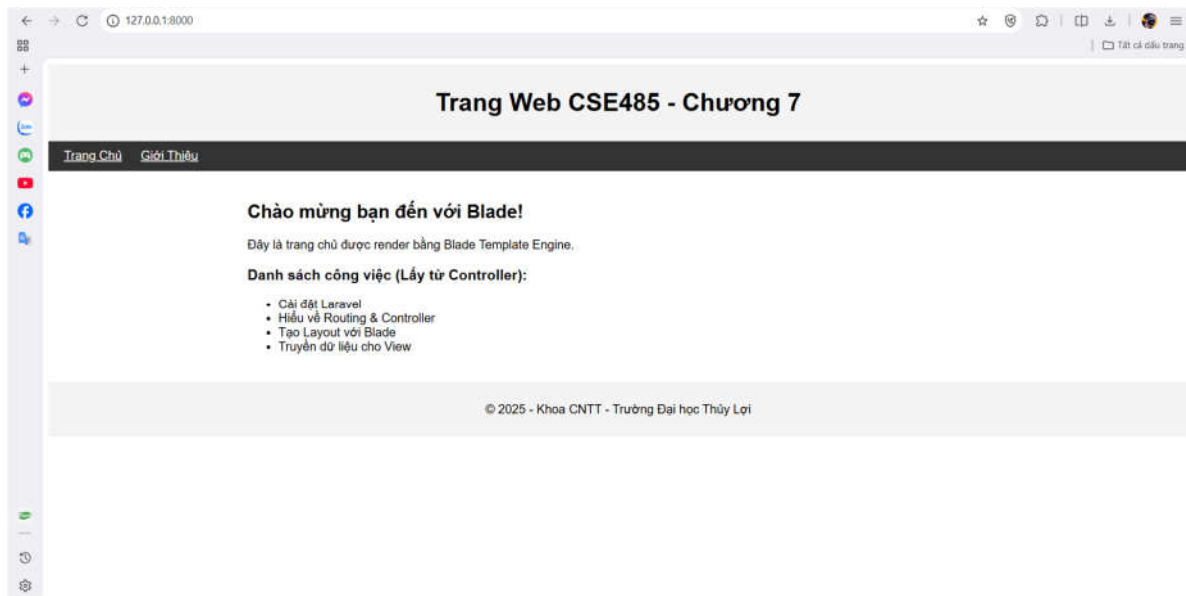 127.0.0.1:8000
Tất cả dấu trang
Trang Web CSE485 - Chương 7
Trang Chủ Giới Thiệu
Chào mừng bạn đến với Blade!
Đây là trang chủ được render bằng Blade Template Engine.
Danh sách công việc (Lấy từ Controller):
• Cài đặt Laravel
• Hiểu về Routing & Controller
• Tạo Layout với Blade
• Truyền dữ liệu cho View
© 2025 - Khoa CNTT - Trường Đại học Thủy Lợi